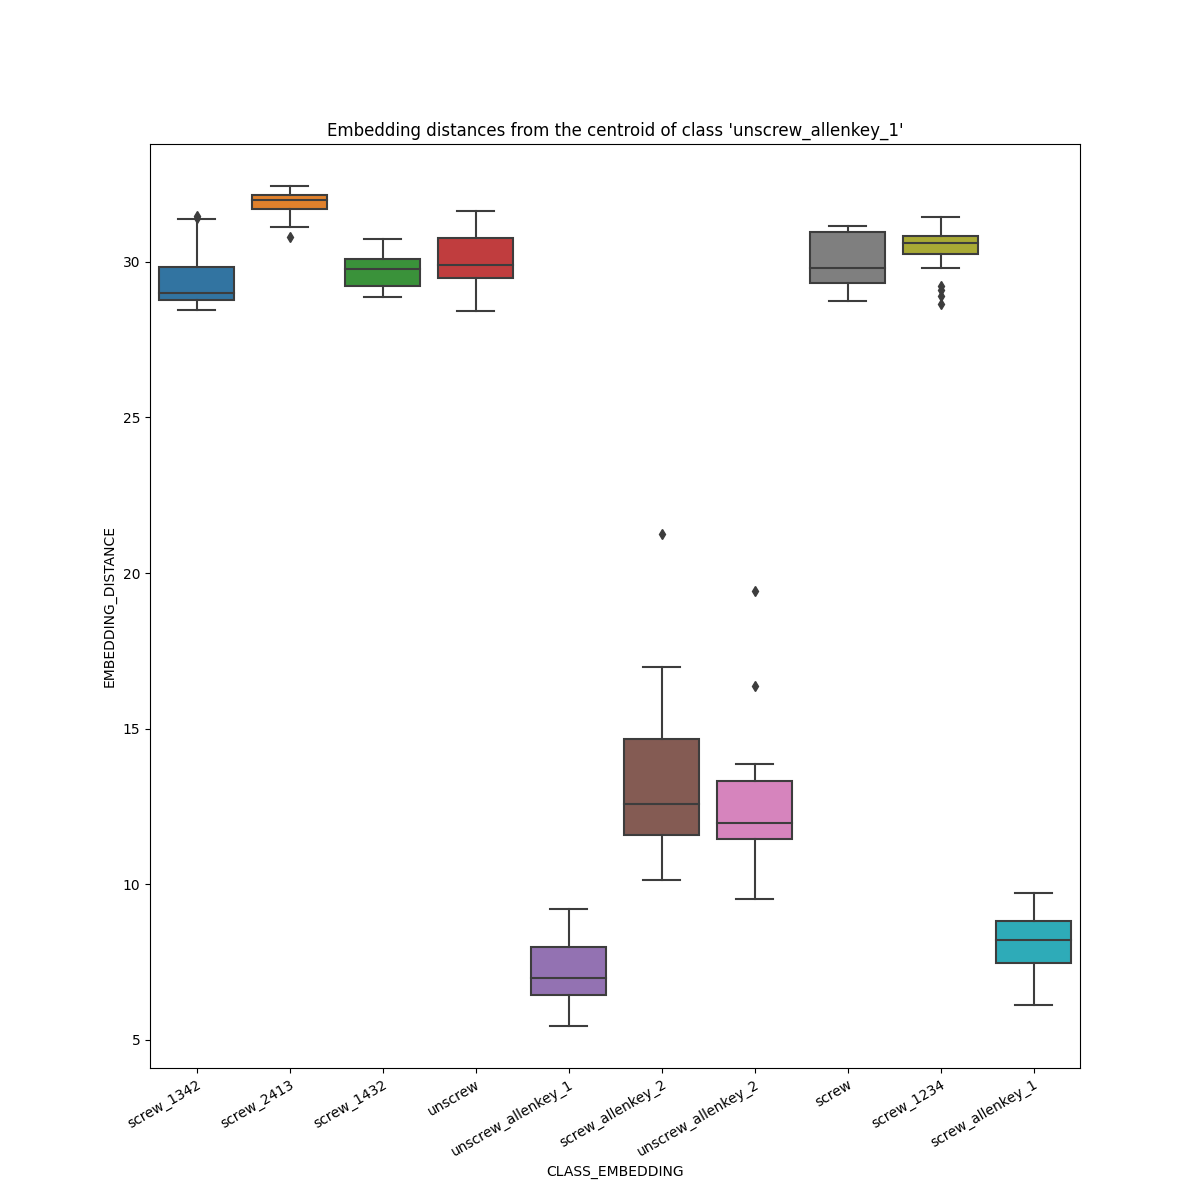 Embedding distances from the centroid of class 'unscrew_allenkey_1'
EMBEDDING_DISTANCE
30
25
20
15
10
5
screw_1342
screw_2413
screw_1432
unscrew
unscrew_allenkey_1
screw_allenkey_2
unscrew_allenkey_2
screw
screw_1234
screw_allenkey_1
CLASS_EMBEDDING